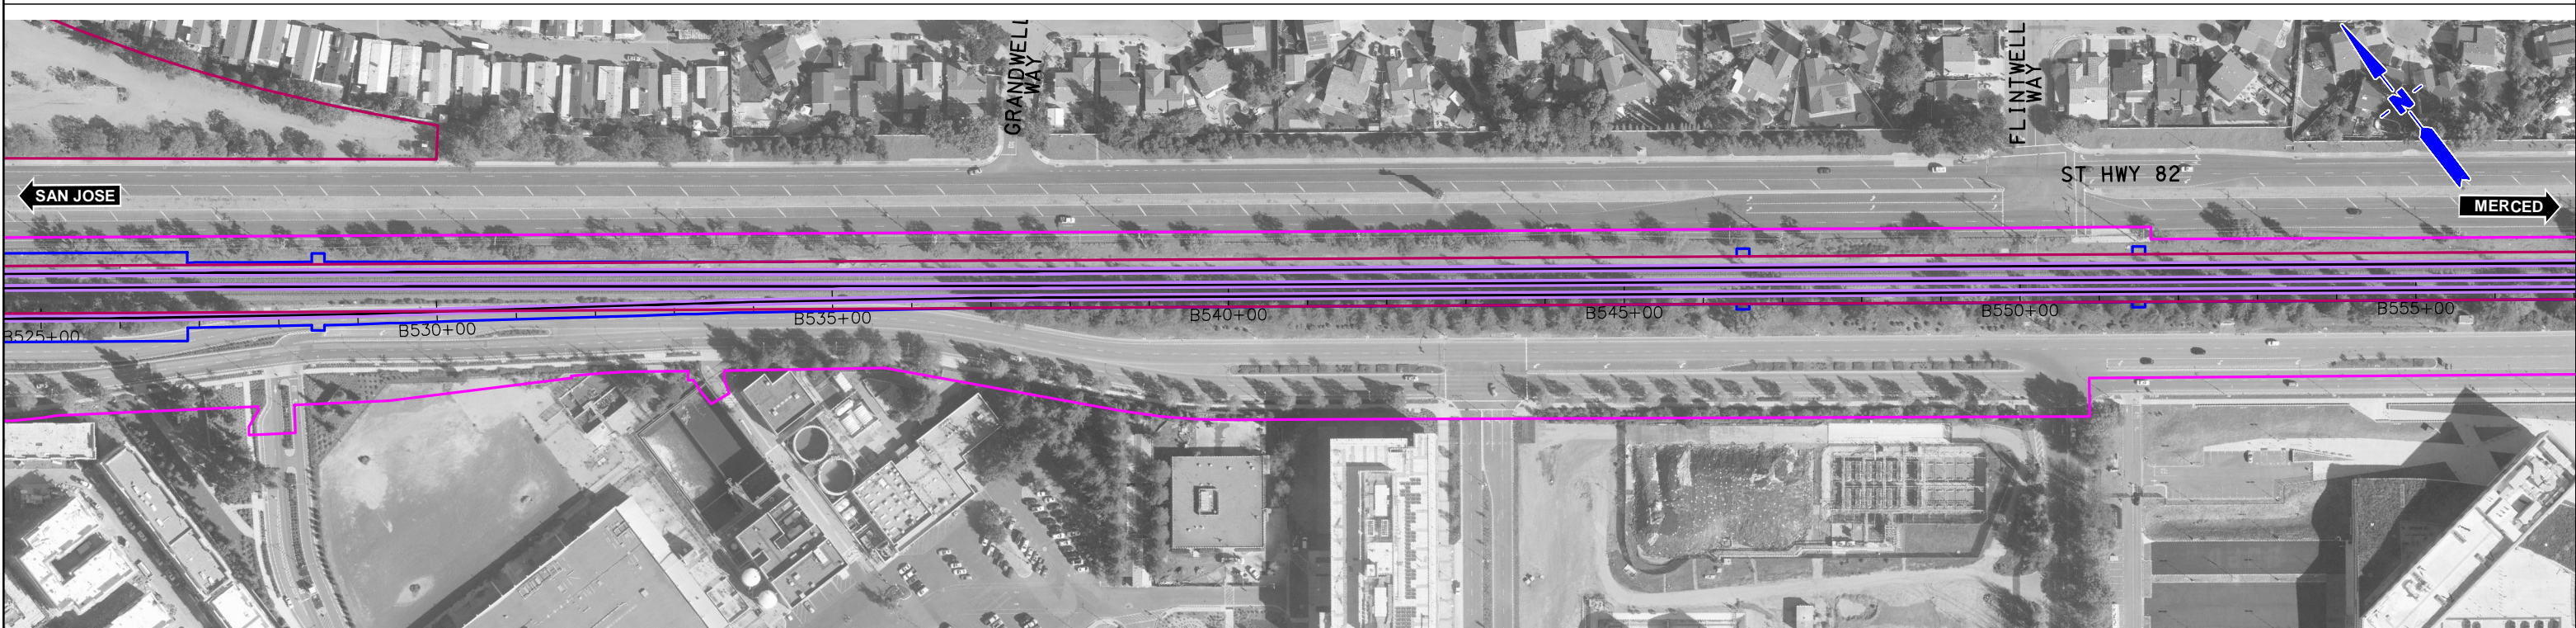 GRANDWELL
WAY
FLINTWELL
WAY
N
ST HWY 82
SAN JOSE
MERCED
B525+00
B530+00
B535+00
B540+00
B545+00
B550+00
B555+00